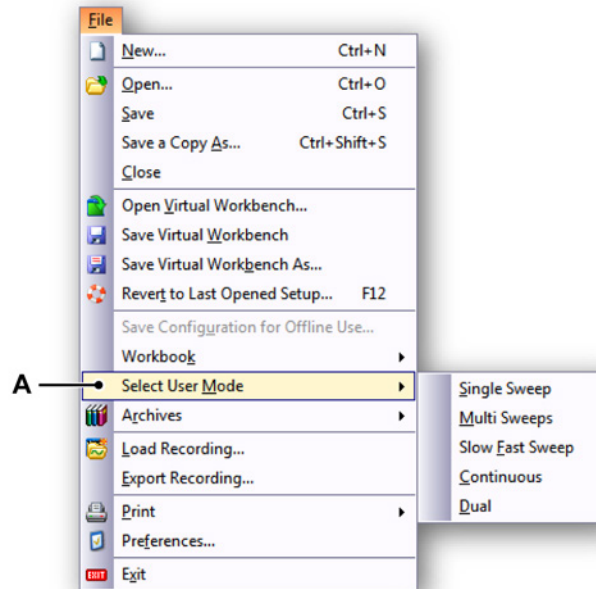 File
New... Ctrl+N
Open... Ctrl+O
Save Ctrl+S
Save a Copy As... Ctrl+Shift+S
Close
Open Virtual Workbench...
Save Virtual Workbench
Save Virtual Workbench As...
Revert to Last Opened Setup... F12
Save Configuration for Offline Use...
Workbook
A Select User Mode Single Sweep
Archives Multi Sweeps
Load Recording... Slow Fast Sweep
Export Recording... Continuous
Print Dual
Preferences...
EXIT Exit